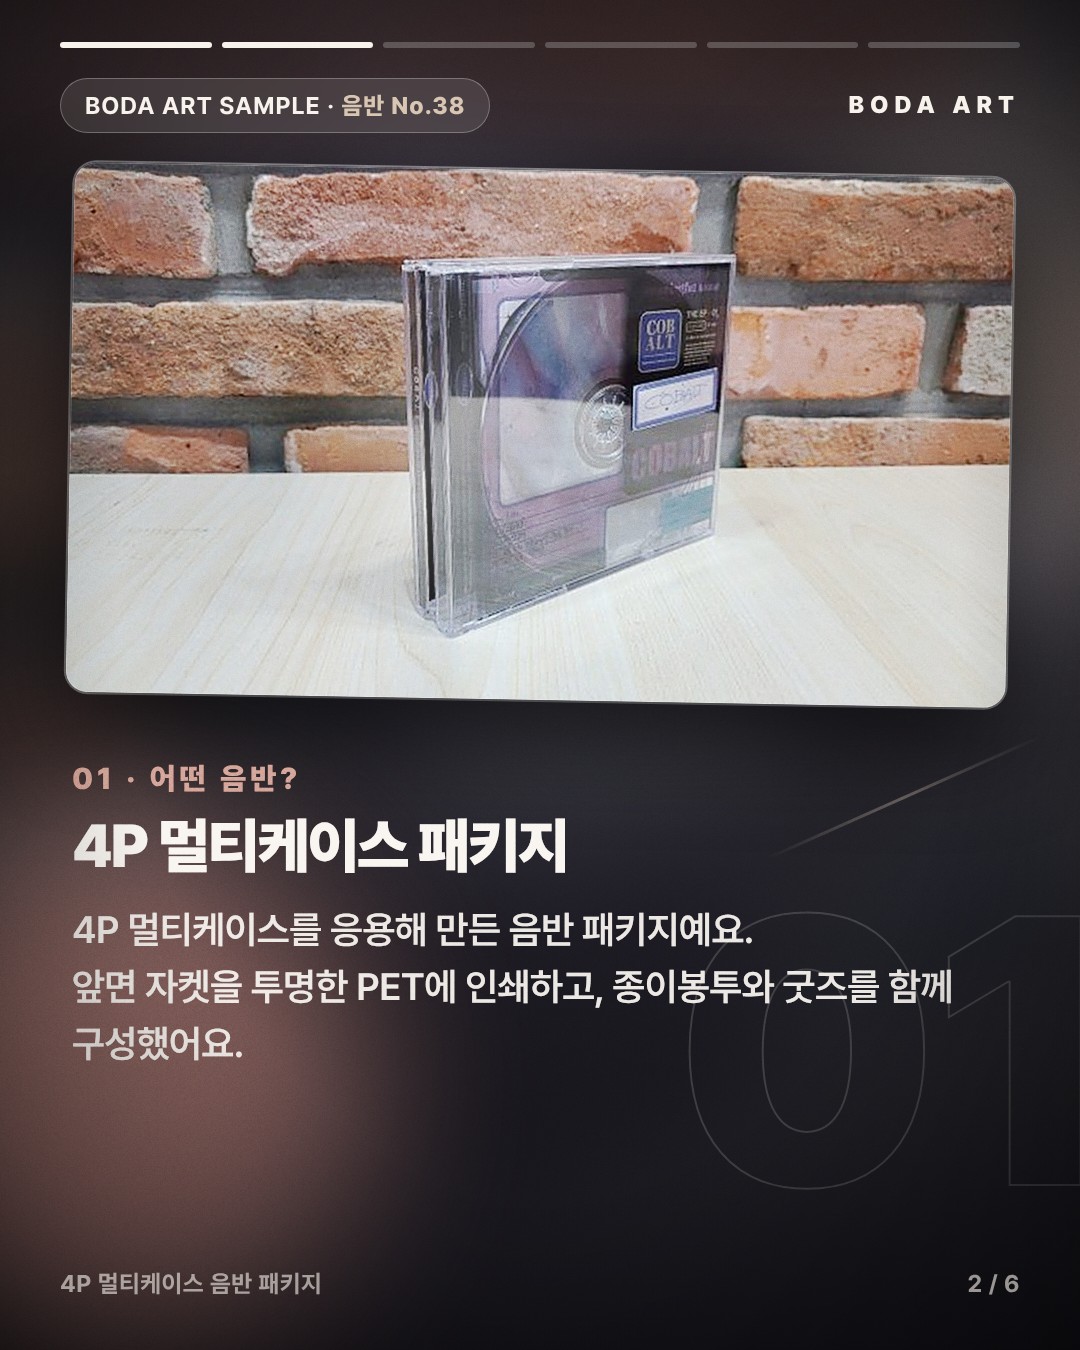 BODA ART SAMPLE · 음반 No.38
BODA ART
COB
ALT
COBALT
COBALT
01 · 어떤 음반?
4P 멀티케이스 패키지
4P 멀티케이스를 응용해 만든 음반 패키지예요.
앞면 자켓을 투명한 PET에 인쇄하고, 종이봉투와 굿즈를 함께
구성했어요.
01
4P 멀티케이스 음반 패키지
2 / 6